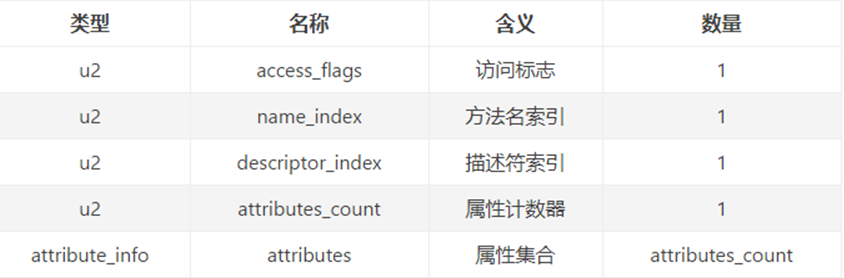 类型 名称 含义 数量
u2 access_flags 访问标志 1
u2 name_index 方法名索引 1
u2 descriptor_index 描述符索引 1
u2 attributes_count 属性计数器 1
attribute_info attributes 属性集合 attributes_count